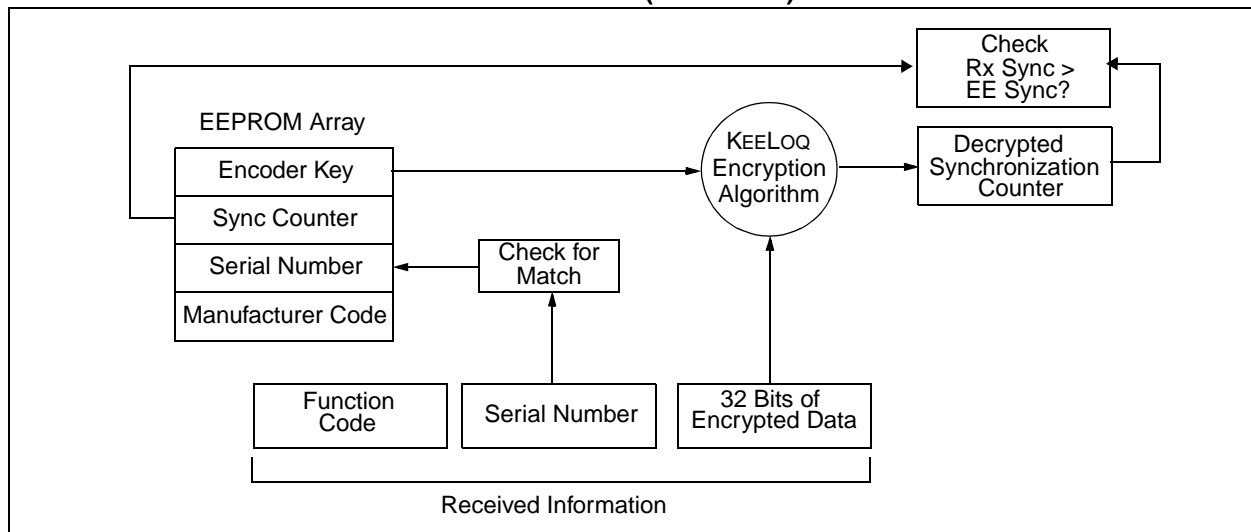 Check
Rx Sync >
EE Sync?
EEPROM Array
Encoder Key
Sync Counter
Serial Number
Manufacturer Code
KEELOQ
Encryption
Algorithm
Decrypted
Synchronization
Counter
Check for
Match
Function
Code
Serial Number
32 Bits of
Encrypted Data
Received Information